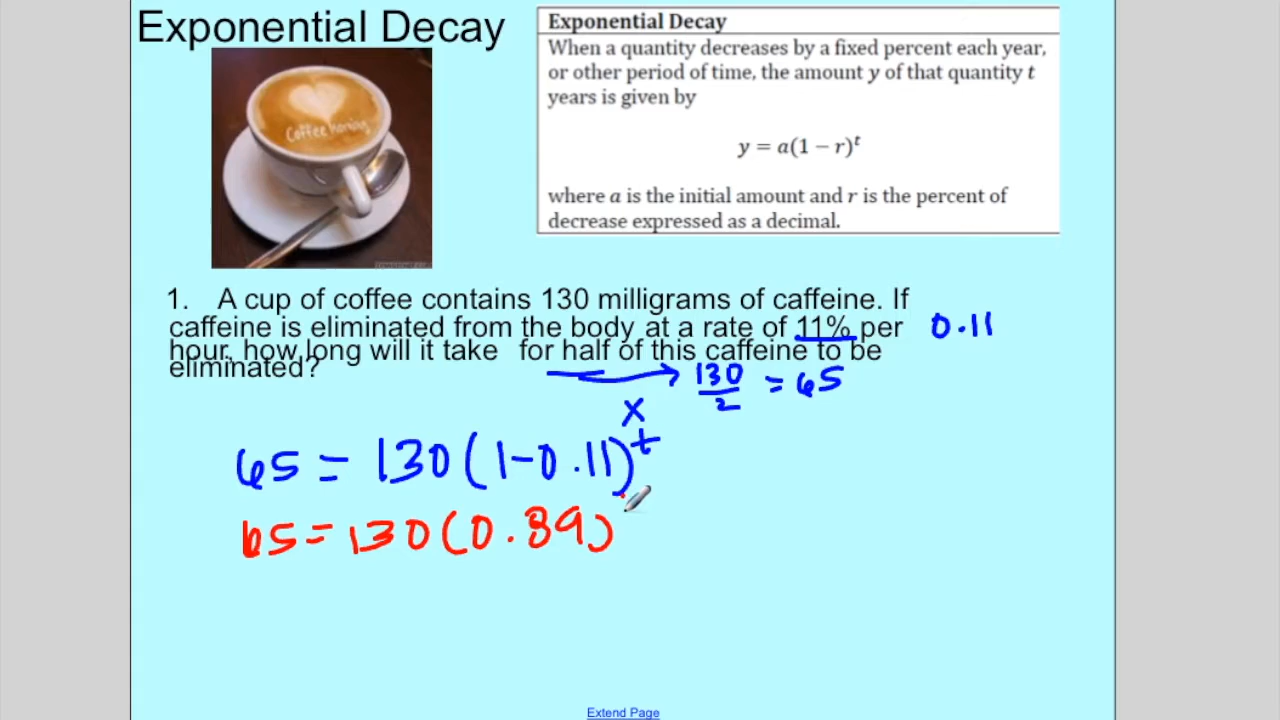 Exponential Decay
Exponential Decay
When a quantity decreases by a fixed percent each year,
or other period of time, the amount y of that quantity t
years is given by
y = a(1 − r)^t
where a is the initial amount and r is the percent of
decrease expressed as a decimal.
1. A cup of coffee contains 130 milligrams of caffeine. If
caffeine is eliminated from the body at a rate of 11% per 0.11
hour, how long will it take for half of this caffeine to be
eliminated?
130/2 = 65
x
65 = 130(1-0.11)^t
65 = 130(0.89)
Extend Page